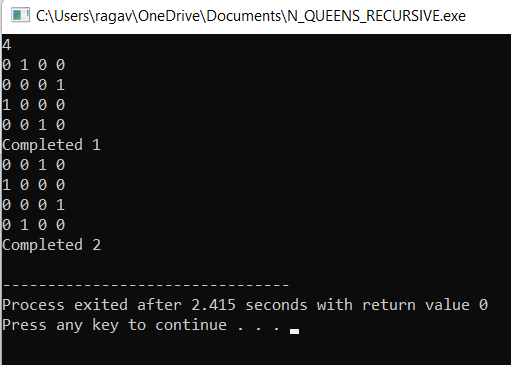 C:\Users\ragav\OneDrive\Documents\N_QUEENS_RECURSIVE.exe
4
0 1 0 0
0 0 0 1
1 0 0 0
0 0 1 0
Completed 1
0 0 1 0
1 0 0 0
0 0 0 1
0 1 0 0
Completed 2

--------------------------------
Process exited after 2.415 seconds with return value 0
Press any key to continue . . .